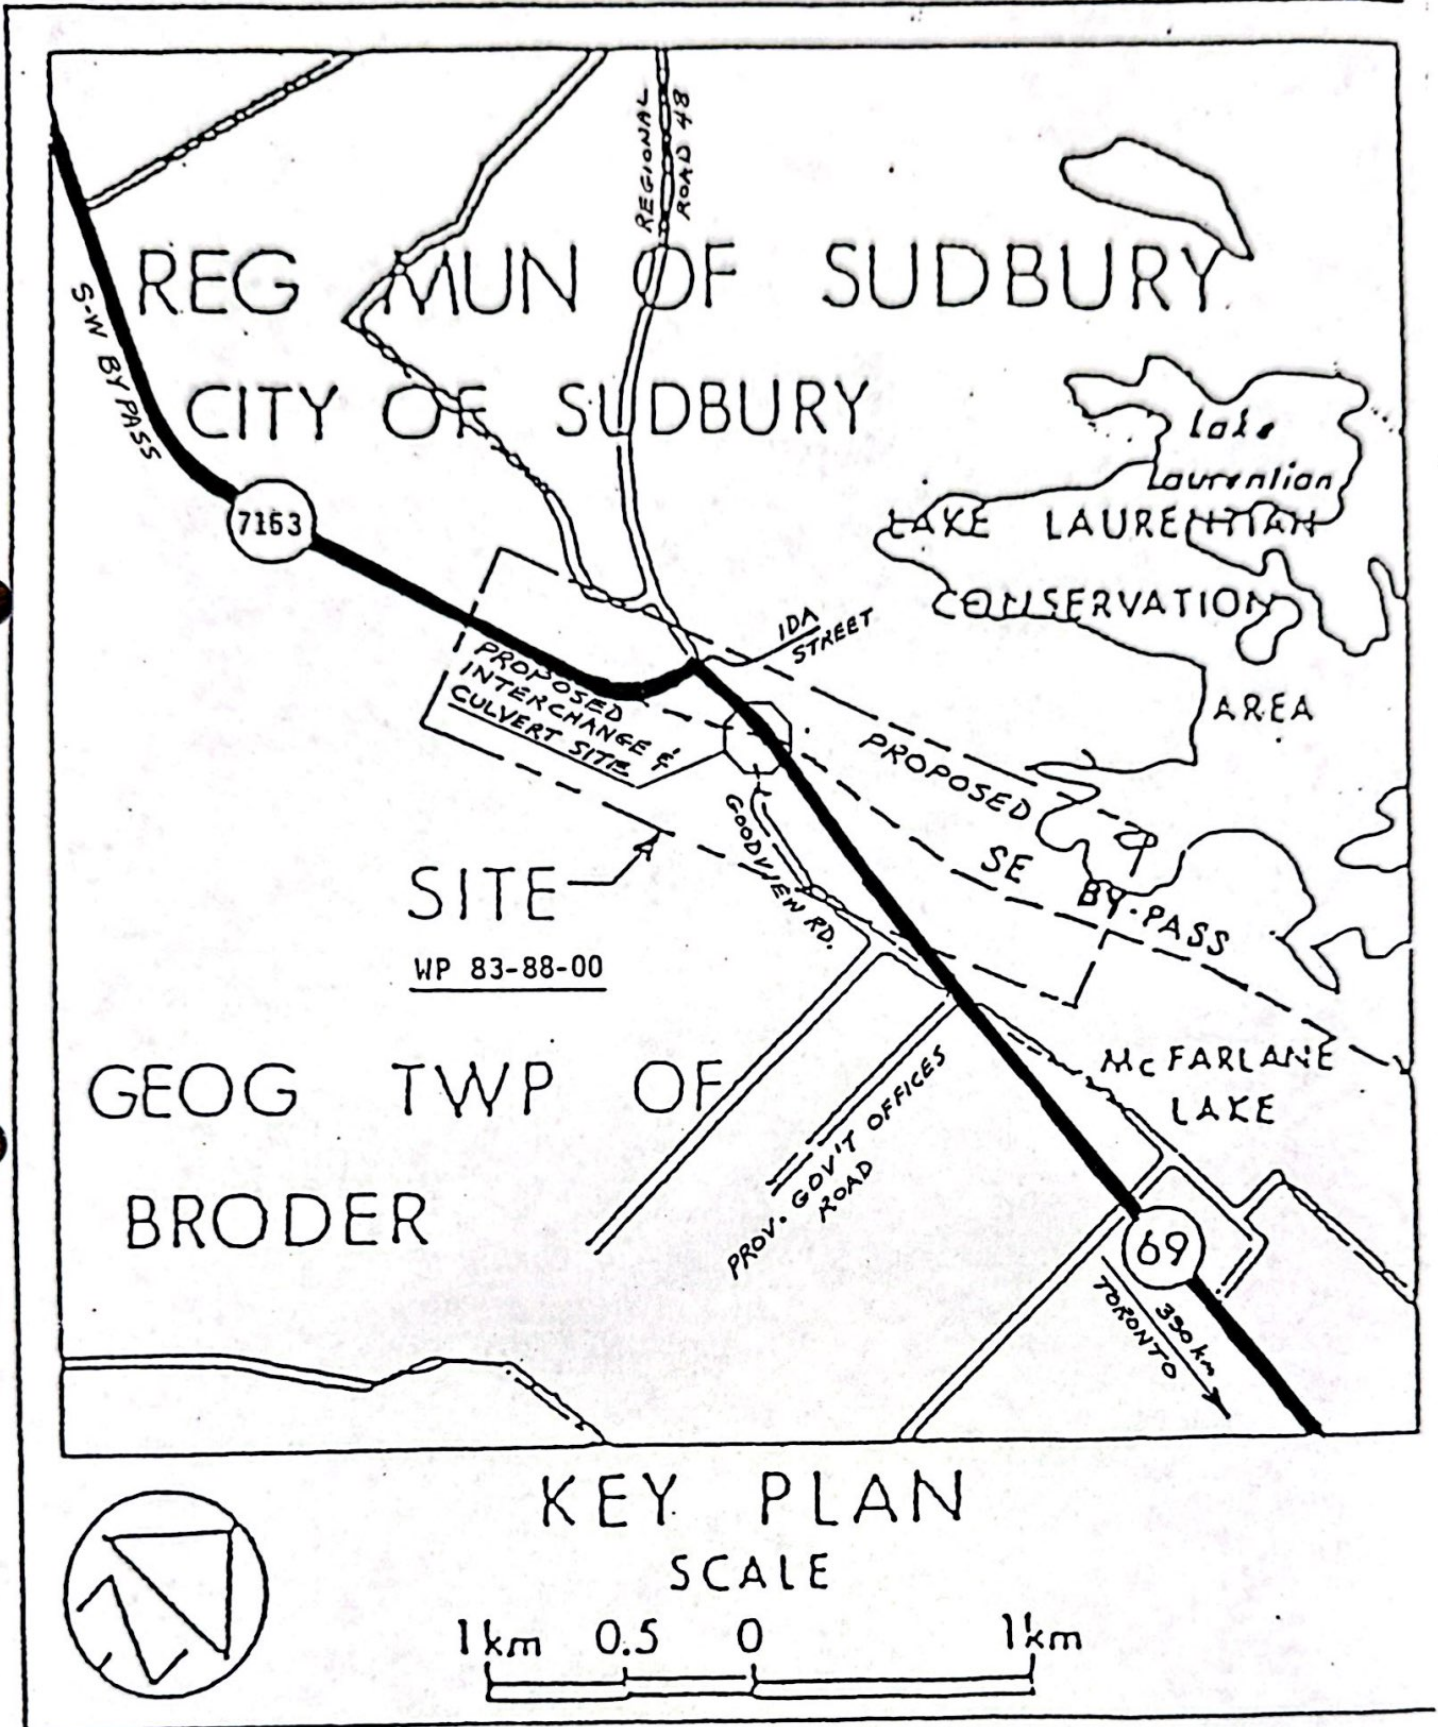 REGIONAL
ROAD 48
REG MUN OF SUDBURY
S-W BY PASS
CITY OF SUDBURY
Lake
Laurentian
7153
LAKE LAURENTIAN
CONSERVATION
IDA
STREET
PROPOSED
INTERCHANGE &
CULVERT SITE
AREA
PROPOSED
SE BY-PASS
GOODVIEW RD.
SITE
WP 83-88-00
GEOG TWP OF
BRODER
McFARLANE
LAKE
PROV. GOV'T OFFICES
ROAD
69
TORONTO
390 km
KEY PLAN
SCALE
1km 0.5 0 1km
N